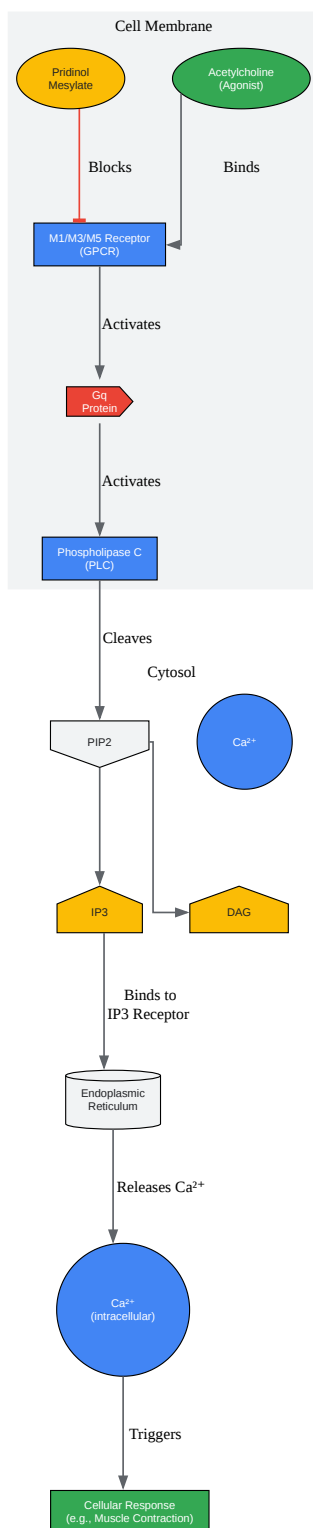 Cell Membrane
Pridinol
Mesylate
Acetylcholine
(Agonist)
Blocks
Binds
M1/M3/M5 Receptor
(GPCR)
Activates
Gq
Protein
Activates
Phospholipase C
(PLC)
Cleaves
Cytosol
PIP2
Ca²⁺
IP3
DAG
Binds to
IP3 Receptor
Endoplasmic
Reticulum
Releases Ca²⁺
Ca²⁺
(intracellular)
Triggers
Cellular Response
(e.g., Muscle Contraction)